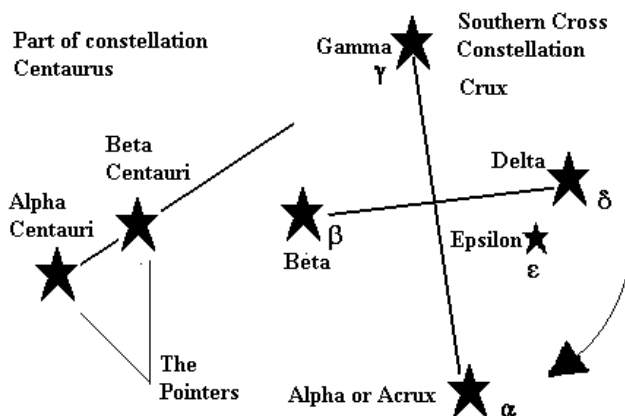 Part of constellation
Centaurus
Gamma
γ
Southern Cross
Constellation
Crux
Beta
Centauri
Alpha
Centauri
Delta
δ
β
Beta
Epsilon
ε
The
Pointers
Alpha or Acrux
α